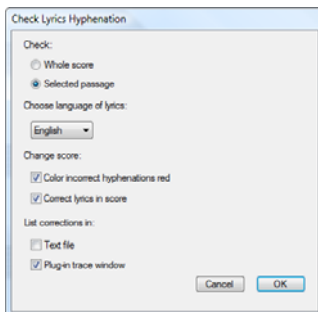 Check Lyrics Hyphenation
Check:
Whole score
Selected passage
Choose language of lyrics:
English
Change score:
Color incorrect hyphenations red
Correct lyrics in score
List corrections in:
Text file
Plug-in trace window
Cancel OK